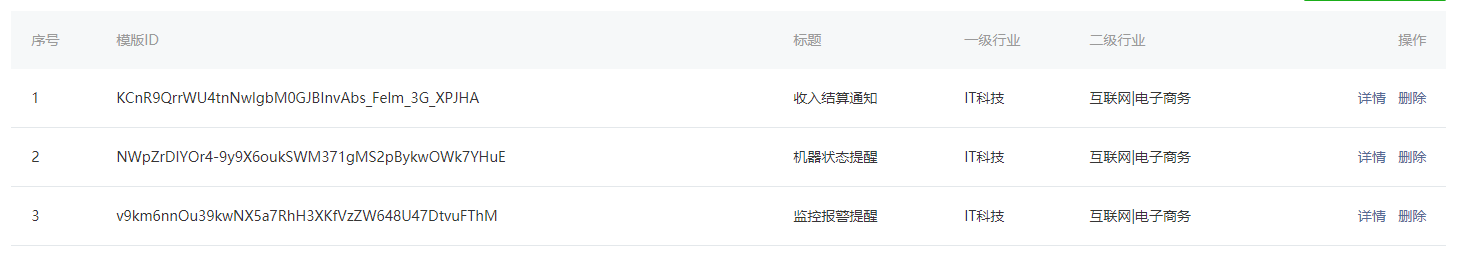 序号 模版ID 标题 一级行业 二级行业 操作
1 KCnR9QrrWU4tnNwIgbM0GJBInvAbs_FeIm_3G_XPJHA 收入结算通知 IT科技 互联网|电子商务 详情 删除
2 NWpZrDIYOr4-9y9X6oukSWM371gMS2pBykwOWk7YHuE 机器状态提醒 IT科技 互联网|电子商务 详情 删除
3 v9km6nnOu39kwNX5a7RhH3XKfVzZW648U47DtvuFThM 监控报警提醒 IT科技 互联网|电子商务 详情 删除